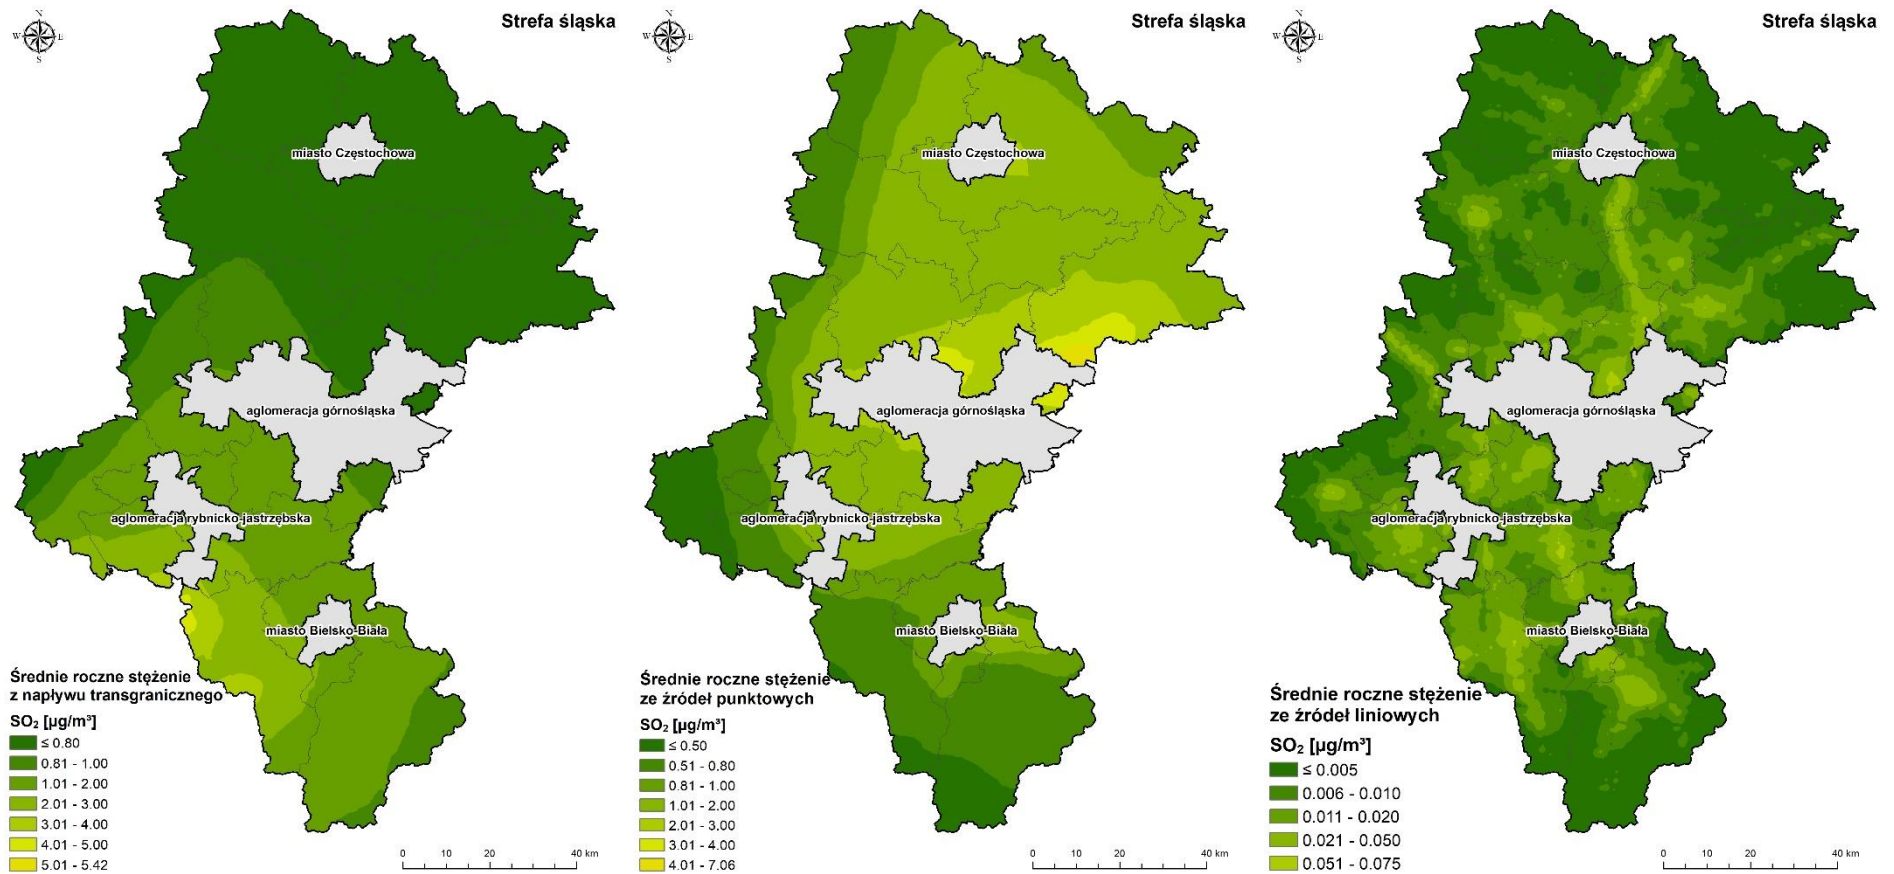 Strefa śląska
N
W E
S
miasto Częstochowa
aglomeracja górnośląska
aglomeracja rybnicko-jastrzębska
miasto Bielsko-Biała
Średnie roczne stężenie
z napływu transgranicznego
SO₂ [µg/m³]
≤ 0.80
0.81 - 1.00
1.01 - 2.00
2.01 - 3.00
3.01 - 4.00
4.01 - 5.00
5.01 - 5.42
0 10 20 40 km
Strefa śląska
N
W E
S
miasto Częstochowa
aglomeracja górnośląska
aglomeracja rybnicko-jastrzębska
miasto Bielsko-Biała
Średnie roczne stężenie
ze źródeł punktowych
SO₂ [µg/m³]
≤ 0.50
0.51 - 0.80
0.81 - 1.00
1.01 - 2.00
2.01 - 3.00
3.01 - 4.00
4.01 - 7.06
0 10 20 40 km
Strefa śląska
N
W E
S
miasto Częstochowa
aglomeracja górnośląska
aglomeracja rybnicko-jastrzębska
miasto Bielsko-Biała
Średnie roczne stężenie
ze źródeł liniowych
SO₂ [µg/m³]
≤ 0.005
0.006 - 0.010
0.011 - 0.020
0.021 - 0.050
0.051 - 0.075
0 10 20 40 km